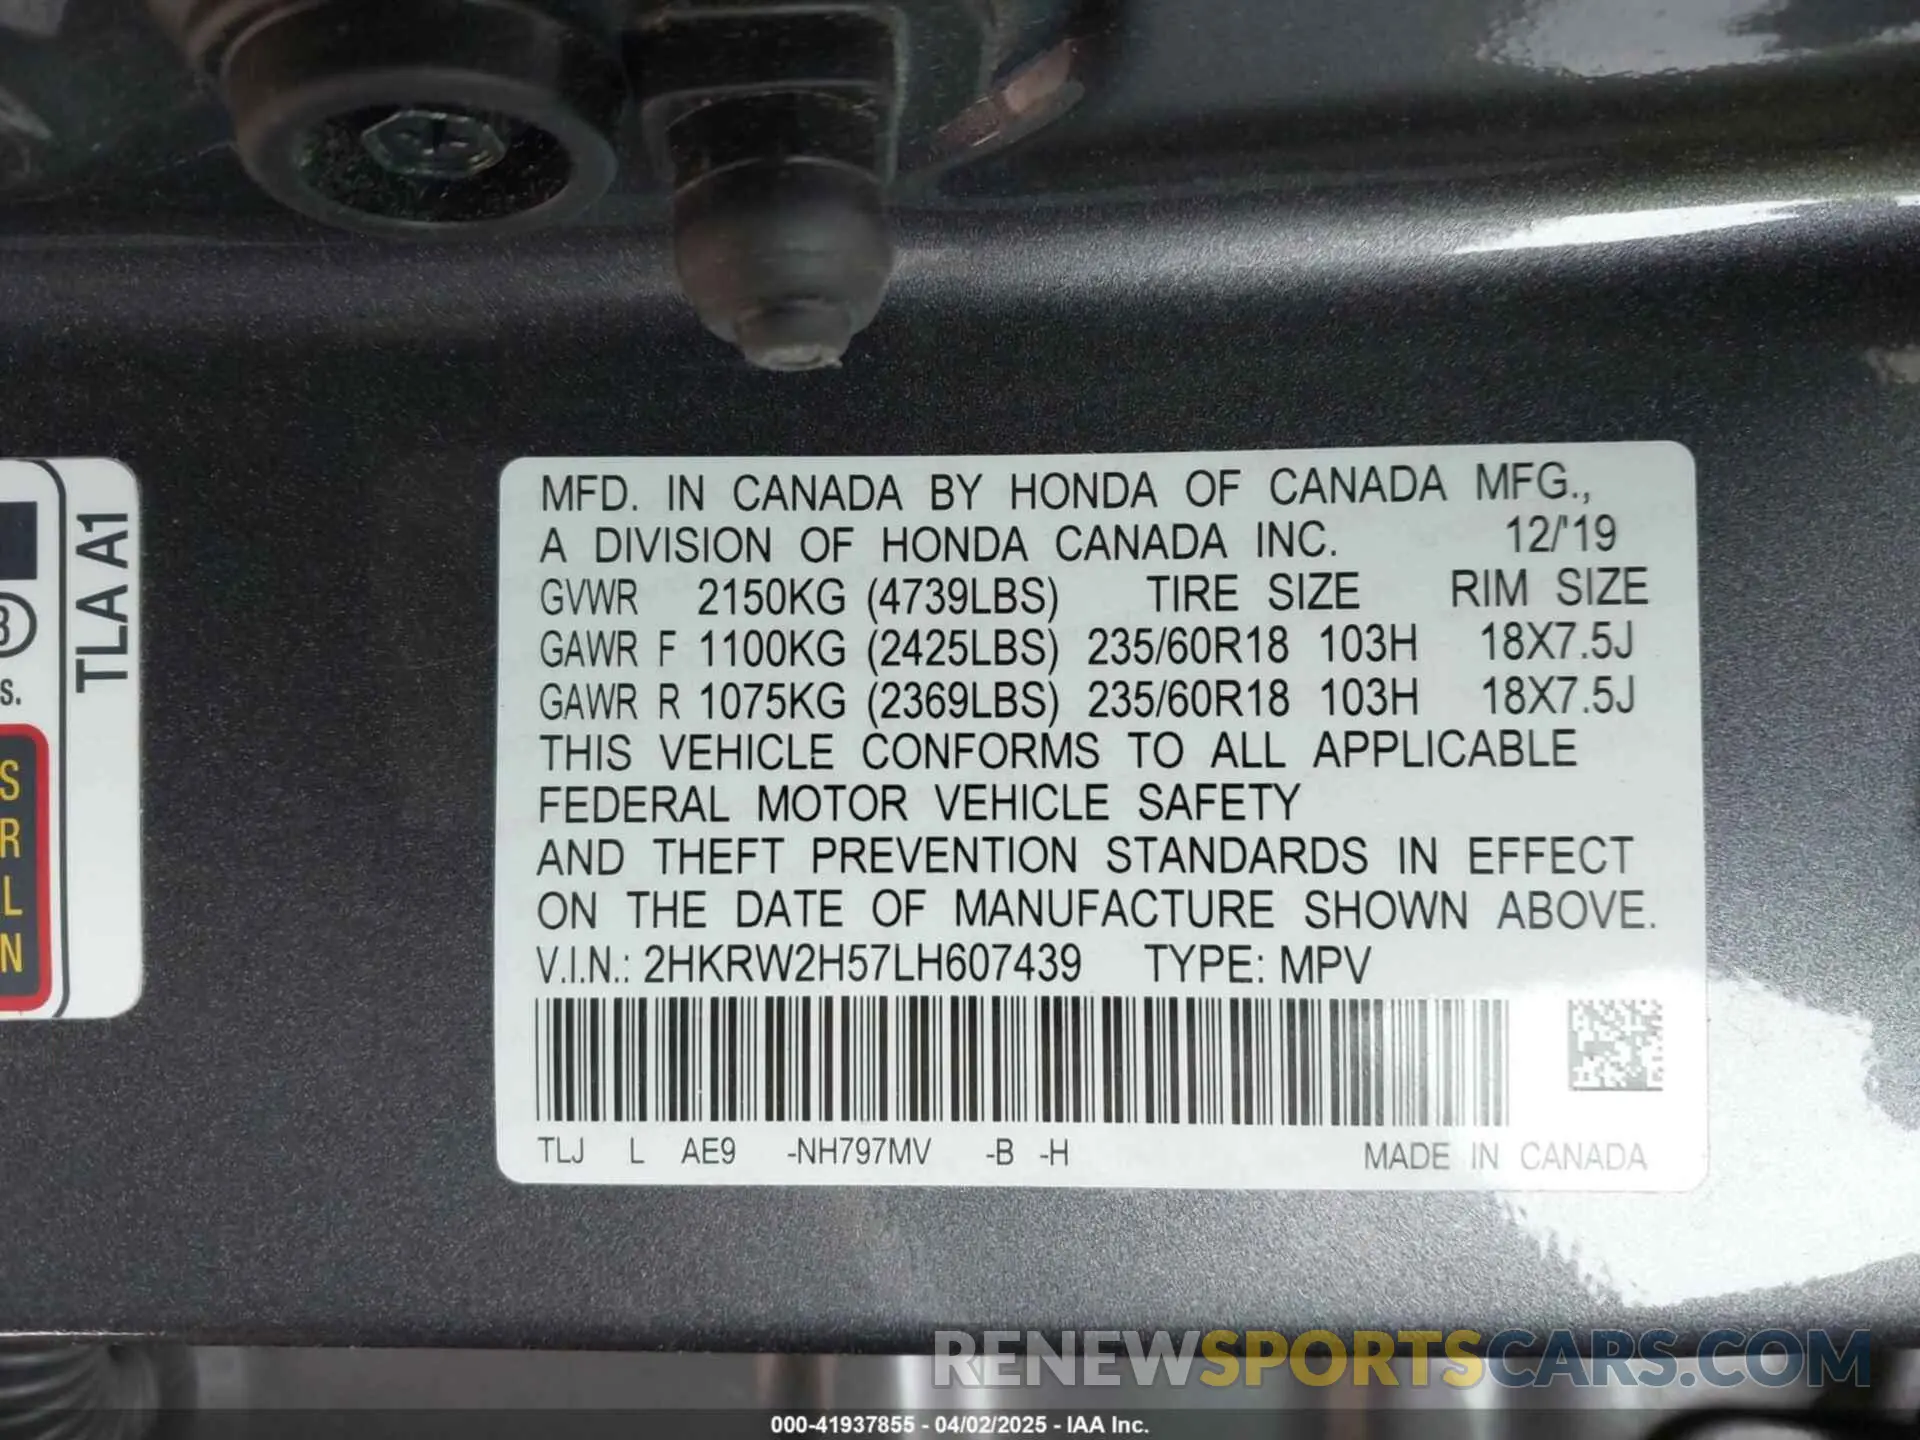 MFD. IN CANADA BY HONDA OF CANADA MFG.,
A DIVISION OF HONDA CANADA INC. 12/'19
GVWR 2150KG (4739LBS) TIRE SIZE RIM SIZE
GAWR F 1100KG (2425LBS) 235/60R18 103H 18X7.5J
GAWR R 1075KG (2369LBS) 235/60R18 103H 18X7.5J
THIS VEHICLE CONFORMS TO ALL APPLICABLE
FEDERAL MOTOR VEHICLE SAFETY
AND THEFT PREVENTION STANDARDS IN EFFECT
ON THE DATE OF MANUFACTURE SHOWN ABOVE.
V.I.N.: 2HKRW2H57LH607439 TYPE: MPV
TLJ L AE9 -NH797MV -B -H MADE IN CANADA
TLA A1
S.
S
R
L
N
RENEWSPORTSCARS.COM
000-41937855 - 04/02/2025 - IAA Inc.